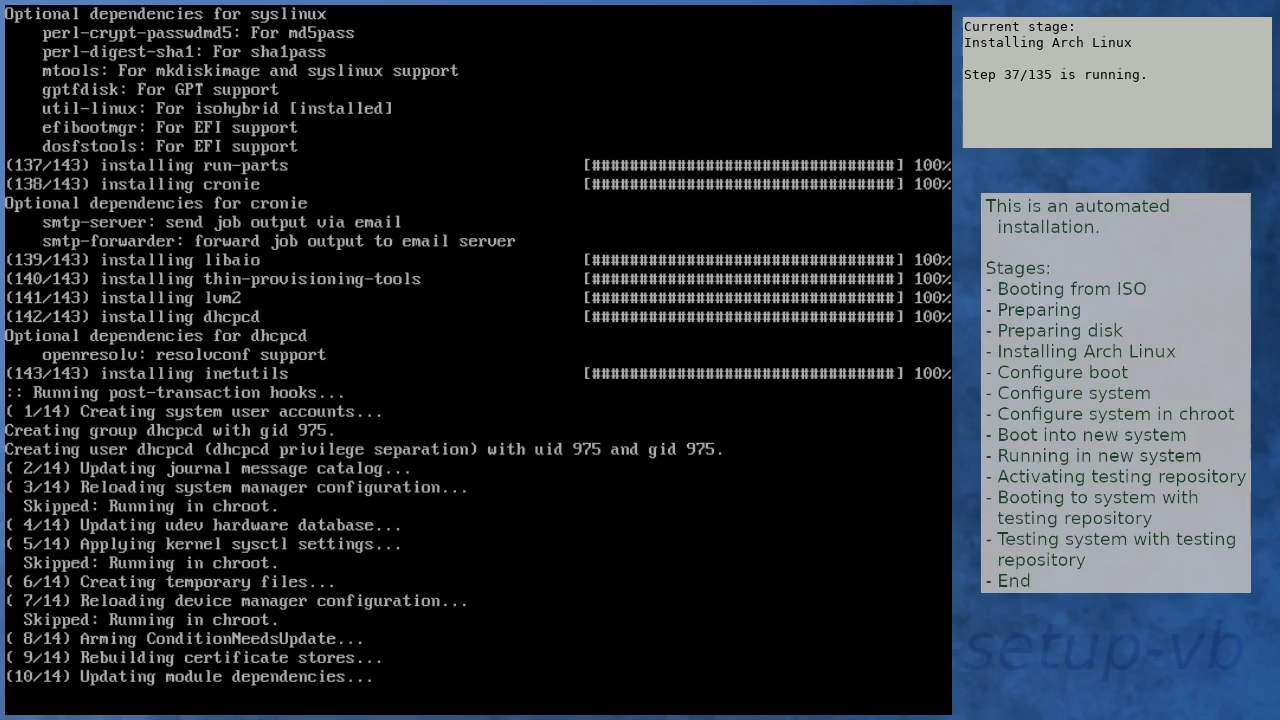 Optional dependencies for syslinux
perl-crypt-passwdmd5: For md5pass
perl-digest-sha1: For sha1pass
mtools: For mkdiskimage and syslinux support
gptfdisk: For GPT support
util-linux: For isohybrid [installed]
efibootmgr: For EFI support
dosfstools: For EFI support
(137/143) installing run-parts [################################] 100%
(138/143) installing cronie [################################] 100%
Optional dependencies for cronie
smtp-server: send job output via email
smtp-forwarder: forward job output to email server
(139/143) installing libaio [################################] 100%
(140/143) installing thin-provisioning-tools [################################] 100%
(141/143) installing lvm2 [################################] 100%
(142/143) installing dhcpcd [################################] 100%
Optional dependencies for dhcpcd
openresolv: resolvconf support
(143/143) installing inetutils [################################] 100%
:: Running post-transaction hooks...
( 1/14) Creating system user accounts...
Creating group dhcpcd with gid 975.
Creating user dhcpcd (dhcpcd privilege separation) with uid 975 and gid 975.
( 2/14) Updating journal message catalog...
( 3/14) Reloading system manager configuration...
Skipped: Running in chroot.
( 4/14) Updating udev hardware database...
( 5/14) Applying kernel sysctl settings...
Skipped: Running in chroot.
( 6/14) Creating temporary files...
( 7/14) Reloading device manager configuration...
Skipped: Running in chroot.
( 8/14) Arming ConditionNeedsUpdate...
( 9/14) Rebuilding certificate stores...
(10/14) Updating module dependencies...
Current stage:
Installing Arch Linux
Step 37/135 is running.
This is an automated
installation.
Stages:
- Booting from ISO
- Preparing
- Preparing disk
- Installing Arch Linux
- Configure boot
- Configure system
- Configure system in chroot
- Boot into new system
- Running in new system
- Activating testing repository
- Booting to system with
testing repository
- Testing system with testing
repository
- End
-setup-vb